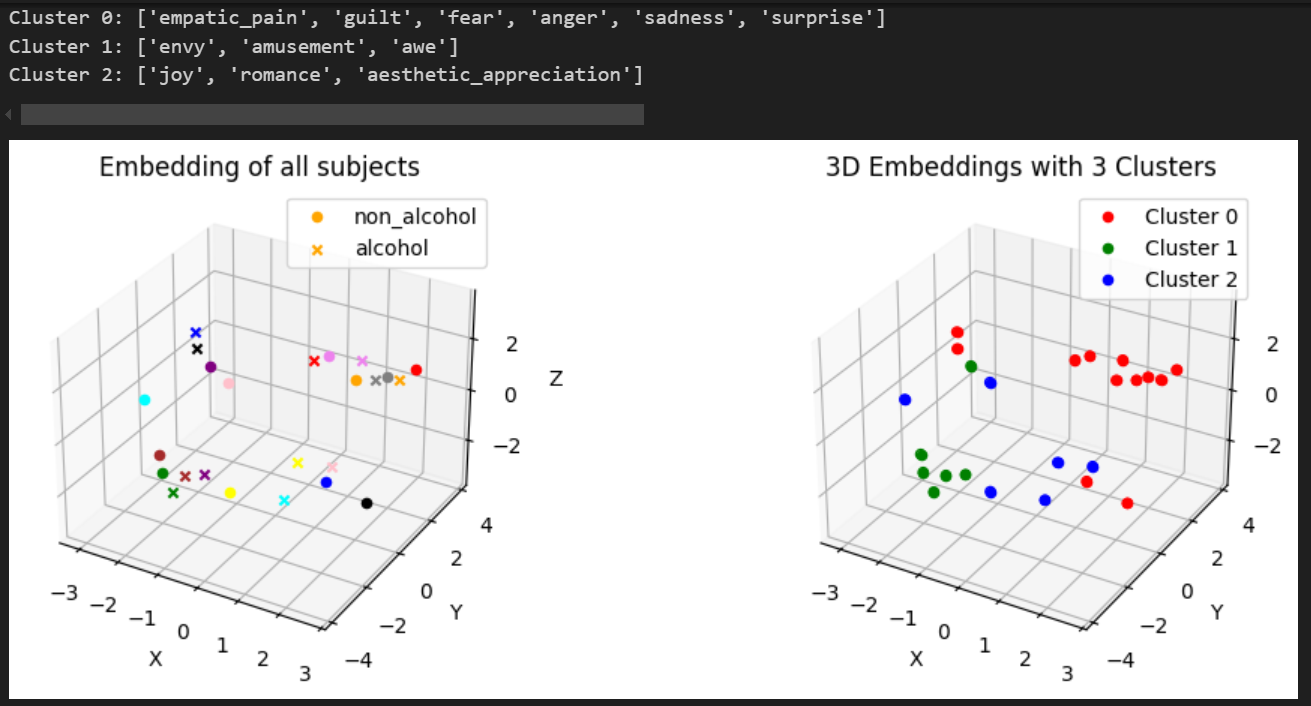 Cluster 0: ['empatic_pain', 'guilt', 'fear', 'anger', 'sadness', 'surprise']
Cluster 1: ['envy', 'amusement', 'awe']
Cluster 2: ['joy', 'romance', 'aesthetic_appreciation']
Embedding of all subjects
non_alcohol
alcohol
2
0
−2
Z
4
2
0
−2
−4
Y
−3
−2
−1
0
1
2
3
X
3D Embeddings with 3 Clusters
Cluster 0
Cluster 1
Cluster 2
2
0
−2
4
2
0
−2
−4
Y
−3
−2
−1
0
1
2
3
X